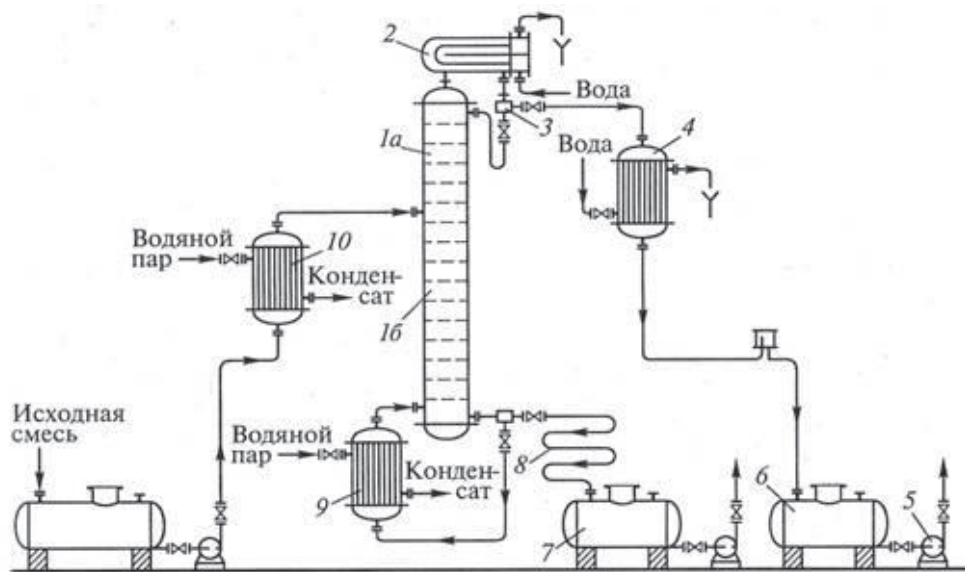 2
Вода
3
4
1а
Вода
Водяной
пар
10
Конден-
сат
1б
Исходная
смесь
Водяной
пар
8
Конден-
сат
9
7
6
5